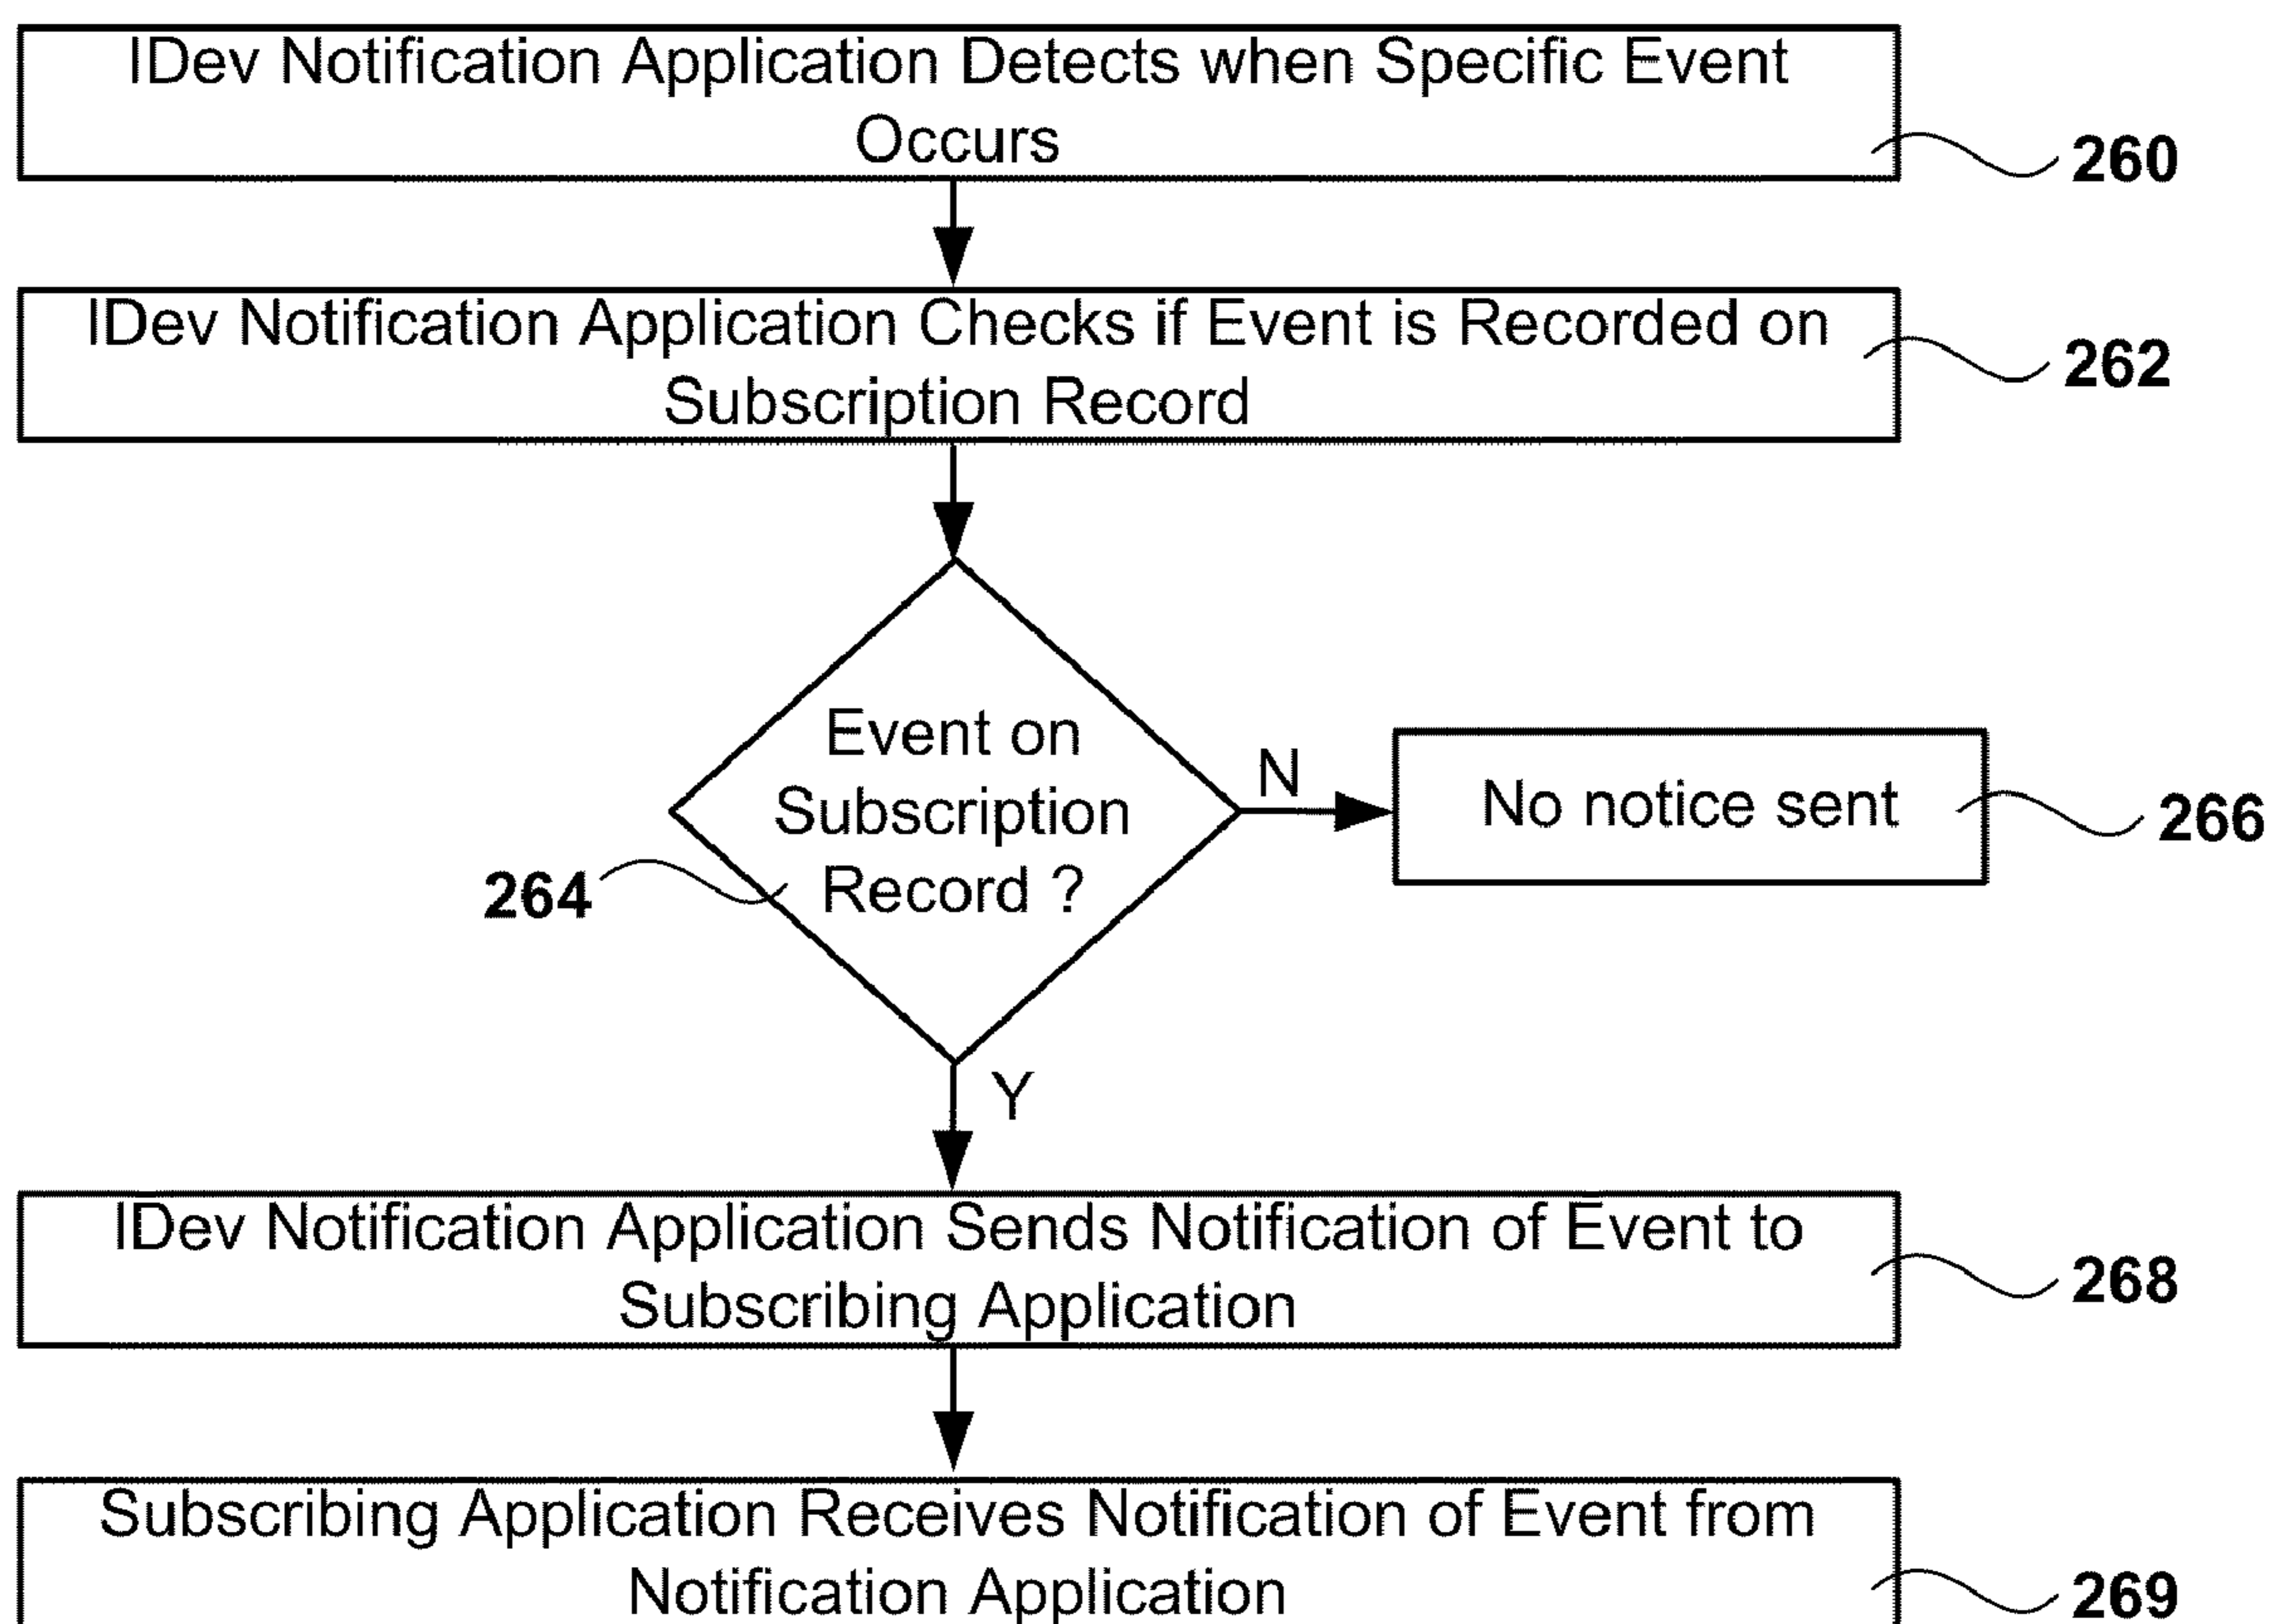 IDev Notification Application Detects when Specific Event
Occurs
260
IDev Notification Application Checks if Event is Recorded on
Subscription Record
262
Event on
Subscription
Record ?
264
N
No notice sent
266
Y
IDev Notification Application Sends Notification of Event to
Subscribing Application
268
Subscribing Application Receives Notification of Event from
Notification Application
269